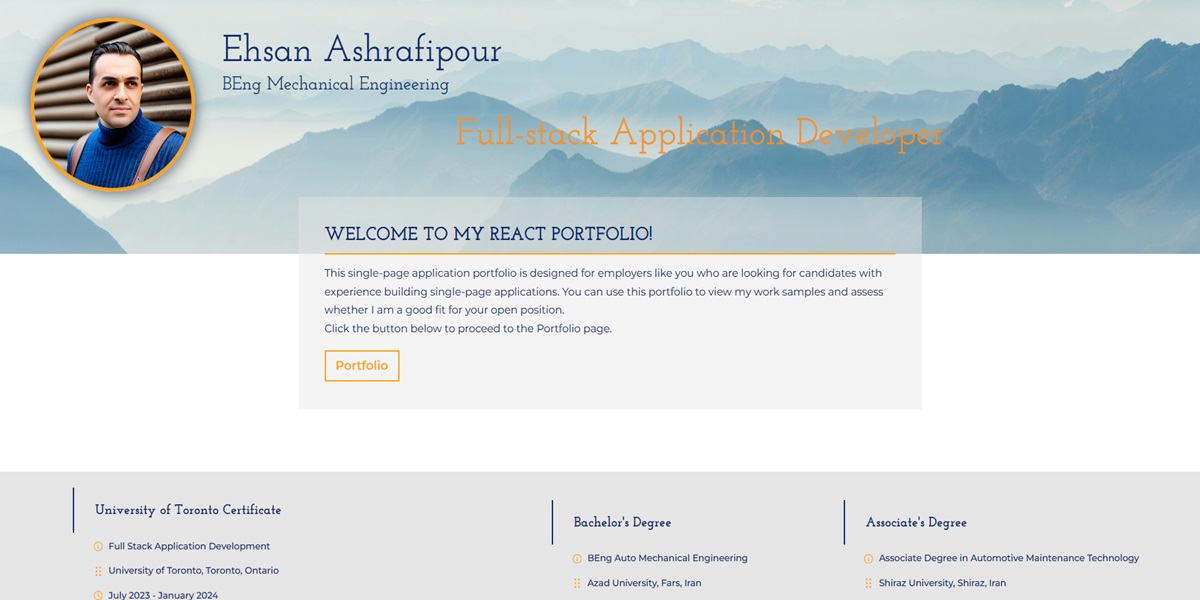 Ehsan Ashrafipour
BEng Mechanical Engineering
Full-stack Application Developer
WELCOME TO MY REACT PORTFOLIO!
This single-page application portfolio is designed for employers like you who are looking for candidates with
experience building single-page applications. You can use this portfolio to view my work samples and assess
whether I am a good fit for your open position.
Click the button below to proceed to the Portfolio page.
Portfolio
University of Toronto Certificate
Full Stack Application Development
University of Toronto, Toronto, Ontario
July 2023 - January 2024
Bachelor's Degree
BEng Auto Mechanical Engineering
Azad University, Fars, Iran
Associate's Degree
Associate Degree in Automotive Maintenance Technology
Shiraz University, Shiraz, Iran